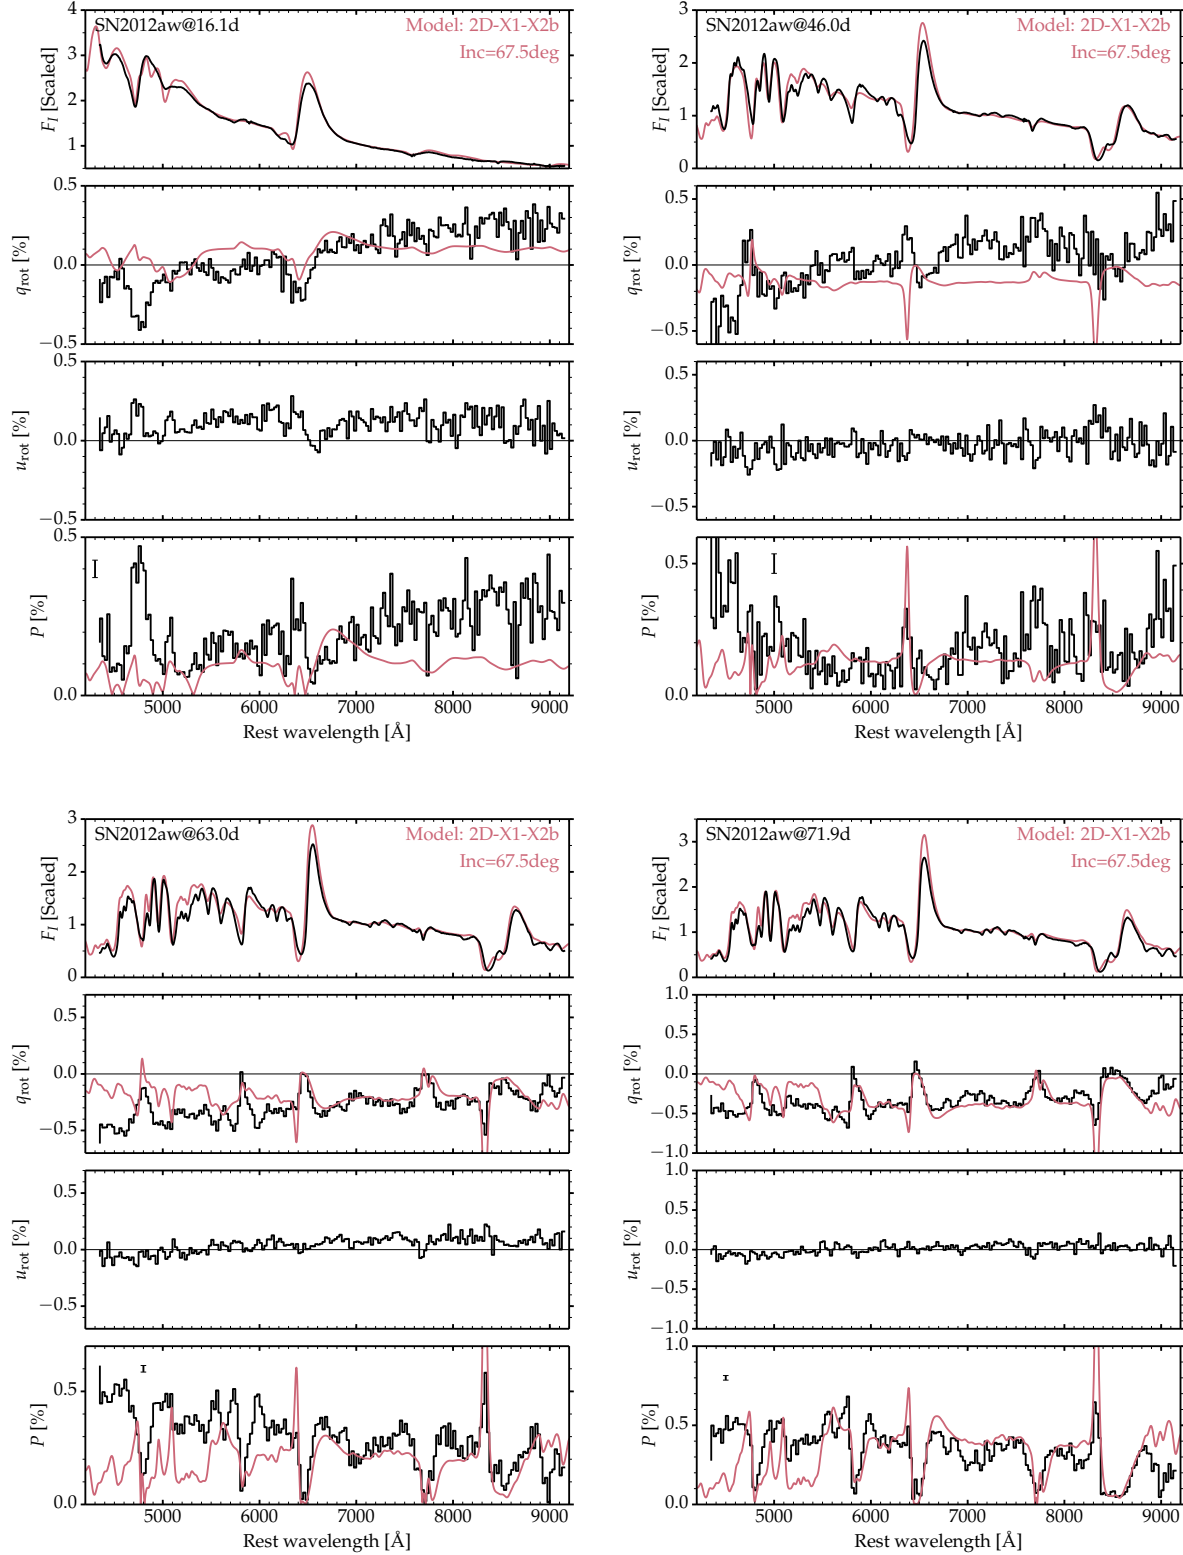 SN2012aw@16.1d
Model: 2D-X1-X2b
Inc=67.5deg
F_I [Scaled]
4
3
2
1
q_rot [%]
0.5
0.0
−0.5
u_rot [%]
0.5
0.0
−0.5
P [%]
0.5
0.0
5000 6000 7000 8000 9000
Rest wavelength [Å]
SN2012aw@46.0d
Model: 2D-X1-X2b
Inc=67.5deg
F_I [Scaled]
3
2
1
0
q_rot [%]
0.5
0.0
−0.5
u_rot [%]
0.5
0.0
−0.5
P [%]
0.5
0.0
5000 6000 7000 8000 9000
Rest wavelength [Å]
SN2012aw@63.0d
Model: 2D-X1-X2b
Inc=67.5deg
F_I [Scaled]
3
2
1
0
q_rot [%]
0.5
0.0
−0.5
u_rot [%]
0.5
0.0
−0.5
P [%]
0.5
0.0
5000 6000 7000 8000 9000
Rest wavelength [Å]
SN2012aw@71.9d
Model: 2D-X1-X2b
Inc=67.5deg
F_I [Scaled]
3
2
1
0
q_rot [%]
1.0
0.5
0.0
−0.5
−1.0
u_rot [%]
1.0
0.5
0.0
−0.5
−1.0
P [%]
1.0
0.5
0.0
5000 6000 7000 8000 9000
Rest wavelength [Å]